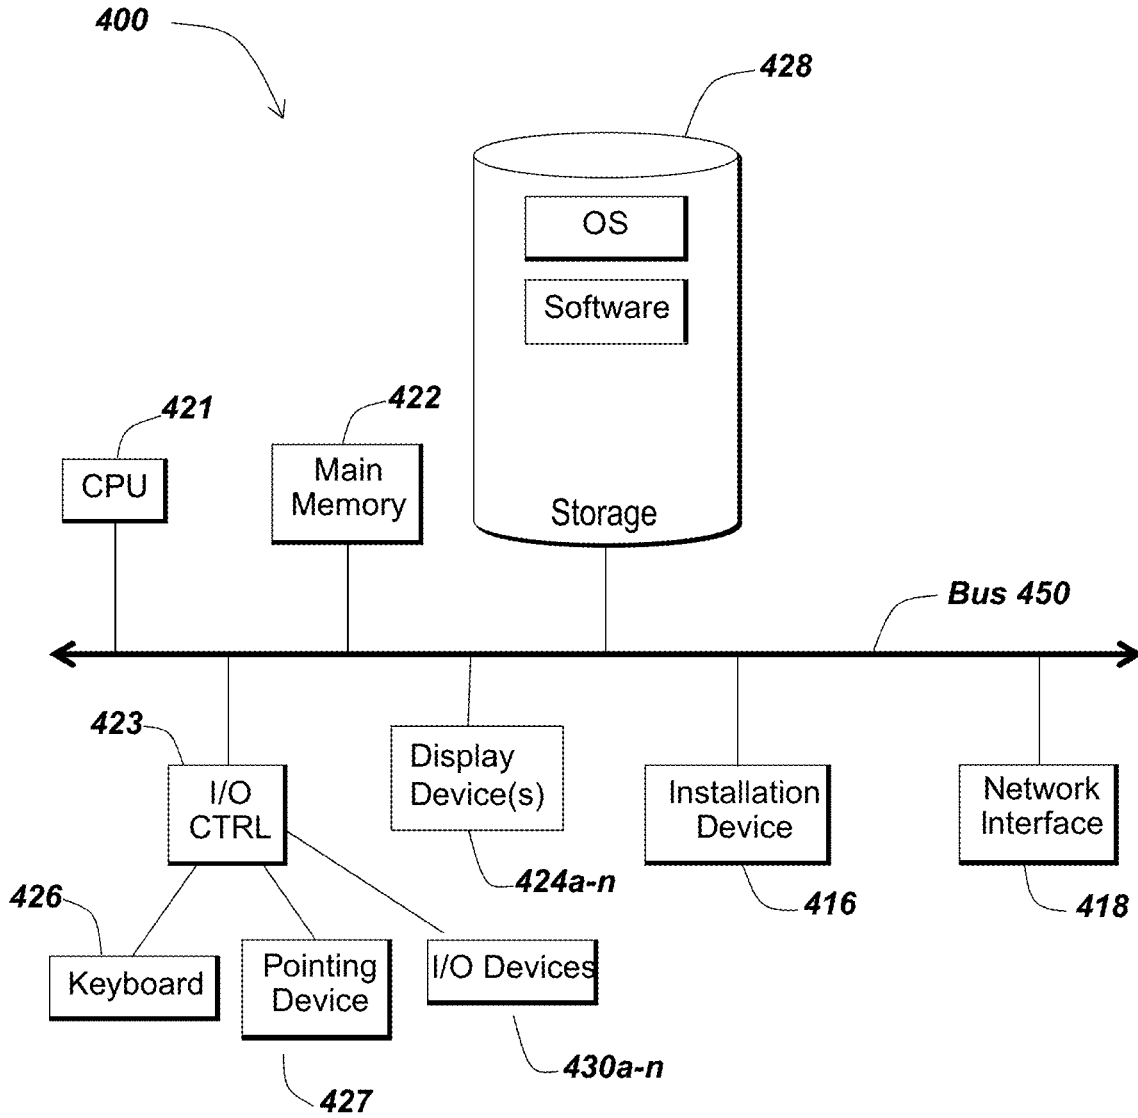 400
428
OS
Software
421
422
CPU
Main
Memory
Storage
Bus 450
423
I/O
CTRL
Display
Device(s)
Installation
Device
Network
Interface
424a-n
416
418
426
Keyboard
Pointing
Device
I/O Devices
430a-n
427